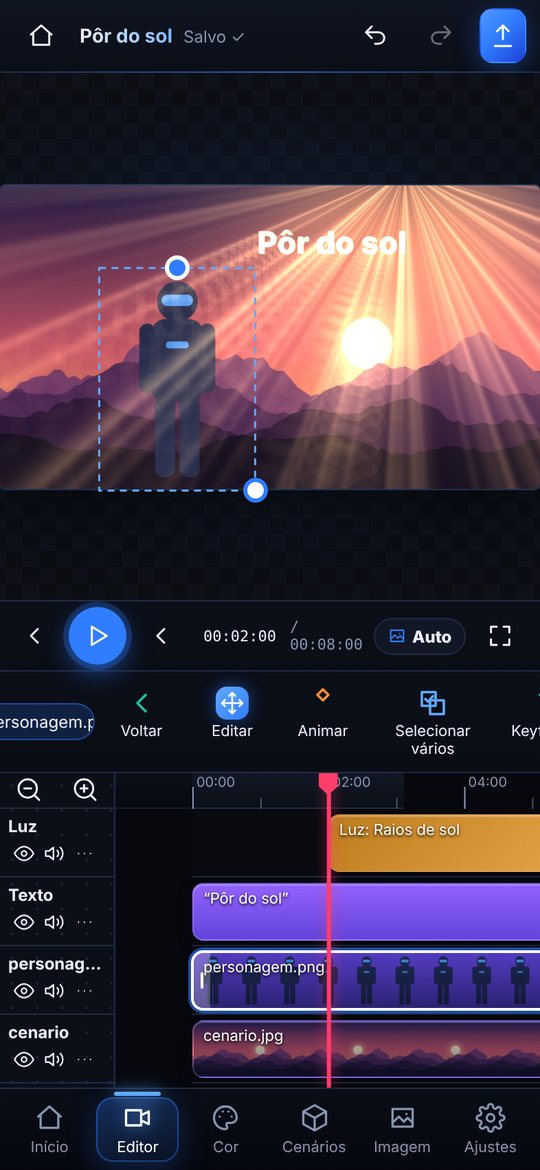 Pôr do sol Salvo
Pôr do sol
00:02:00 / 00:08:00 Auto
ersonagem.p
Voltar
Editar
Animar
Selecionar vários
Keyf
00:00 02:00 04:00
Luz
Luz: Raios de sol
Texto
“Pôr do sol”
personag...
personagem.png
cenario
cenario.jpg
Início
Editor
Cor
Cenários
Imagem
Ajustes